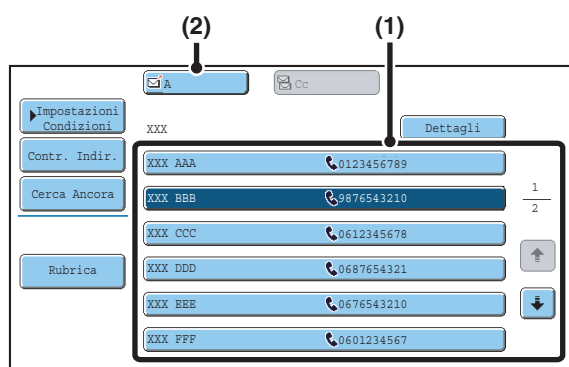 (2) (1)
A Cc
Impostazioni
Condizioni
XXX Dettagli
Contr. Indir.
XXX AAA 0123456789
Cerca Ancora
XXX BBB 9876543210
1
2
XXX CCC 0612345678
Rubrica
XXX DDD 0687654321
XXX EEE 0676543210
XXX FFF 0601234567